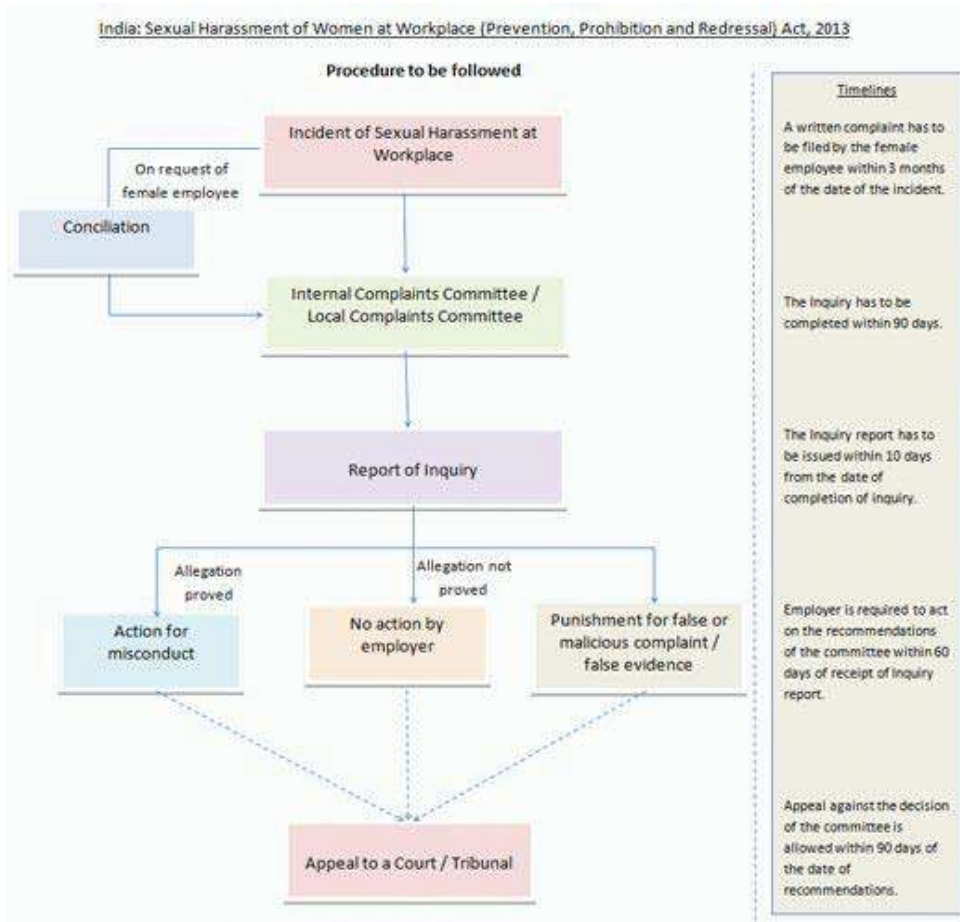 India: Sexual Harassment of Women at Workplace (Prevention, Prohibition and Redressal) Act, 2013
Procedure to be followed
Incident of Sexual Harassment at
Workplace
On request of
female employee
Conciliation
Internal Complaints Committee /
Local Complaints Committee
Report of Inquiry
Allegation
proved
Allegation not
proved
Action for
misconduct
No action by
employer
Punishment for false or
malicious complaint /
false evidence
Appeal to a Court / Tribunal
Timelines
A written complaint has to
be filed by the female
employee within 3 months
of the date of the incident.
The Inquiry has to be
completed within 90 days.
The Inquiry report has to
be issued within 10 days
from the date of
completion of inquiry.
Employer is required to act
on the recommendations
of the committee within 60
days of receipt of Inquiry
report.
Appeal against the decision
of the committee is
allowed within 90 days of
the date of
recommendations.